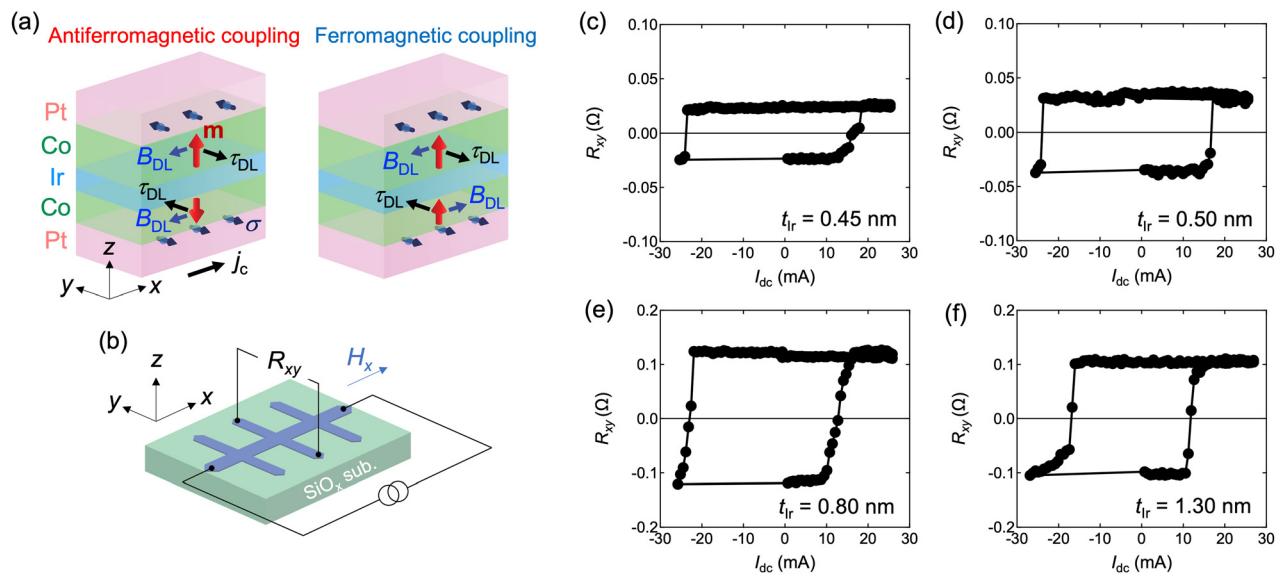 (a)
Antiferromagnetic coupling
Ferromagnetic coupling
Pt
Co
Ir
Co
Pt
m
B_DL
τ_DL
τ_DL
B_DL
σ
B_DL
τ_DL
τ_DL
B_DL
z
y
x
j_c
(b)
z
y
x
R_xy
H_x
SiO_x sub.
(c)
R_xy (Ω)
0.10
0.05
0.00
-0.05
-0.10
t_Ir = 0.45 nm
-30 -20 -10 0 10 20 30
I_dc (mA)
(d)
R_xy (Ω)
0.10
0.05
0.00
-0.05
-0.10
t_Ir = 0.50 nm
-30 -20 -10 0 10 20 30
I_dc (mA)
(e)
R_xy (Ω)
0.2
0.1
0.0
-0.1
-0.2
t_Ir = 0.80 nm
-30 -20 -10 0 10 20 30
I_dc (mA)
(f)
R_xy (Ω)
0.2
0.1
0.0
-0.1
-0.2
t_Ir = 1.30 nm
-30 -20 -10 0 10 20 30
I_dc (mA)